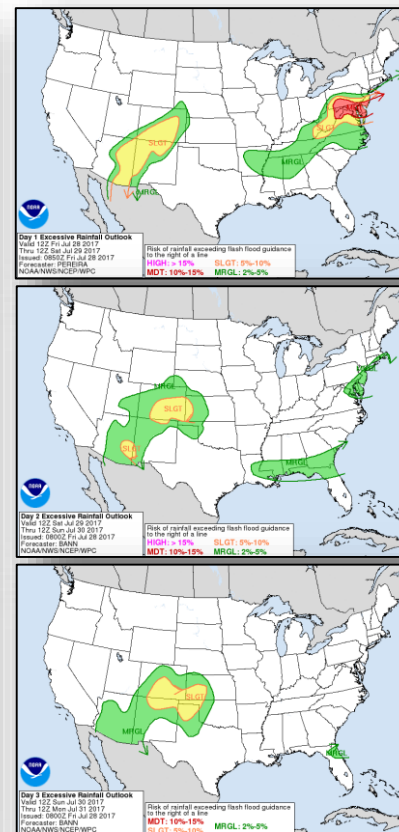 MDT
SLGT
SLGT
MRGL
MRGL
NOAA
Day 1 Excessive Rainfall Outlook
Valid 12Z Fri Jul 28 2017
Thru 12Z Sat Jul 29 2017
Issued: 0850Z Fri Jul 28 2017
Forecaster: PEREIRA
NOAA/NWS/NCEP/WPC
Risk of rainfall exceeding flash flood guidance
to the right of a line
HIGH: > 15% SLGT: 5%-10%
MDT: 10%-15% MRGL: 2%-5%
MRGL
SLGT
SLGT
MRGL
NOAA
Day 2 Excessive Rainfall Outlook
Valid 12Z Sat Jul 29 2017
Thru 12Z Sun Jul 30 2017
Issued: 0800Z Fri Jul 28 2017
Forecaster: BANN
NOAA/NWS/NCEP/WPC
Risk of rainfall exceeding flash flood guidance
to the right of a line
HIGH: > 15% SLGT: 5%-10%
MDT: 10%-15% MRGL: 2%-5%
SLGT
MRGL
MRGL
NOAA
Day 3 Excessive Rainfall Outlook
Valid 12Z Sun Jul 30 2017
Thru 12Z Mon Jul 31 2017
Issued: 0800Z Fri Jul 28 2017
Forecaster: BANN
NOAA/NWS/NCEP/WPC
Risk of rainfall exceeding flash flood guidance
to the right of a line
MDT: 10%-15% MRGL: 2%-5%
SLGT: 5%-10%